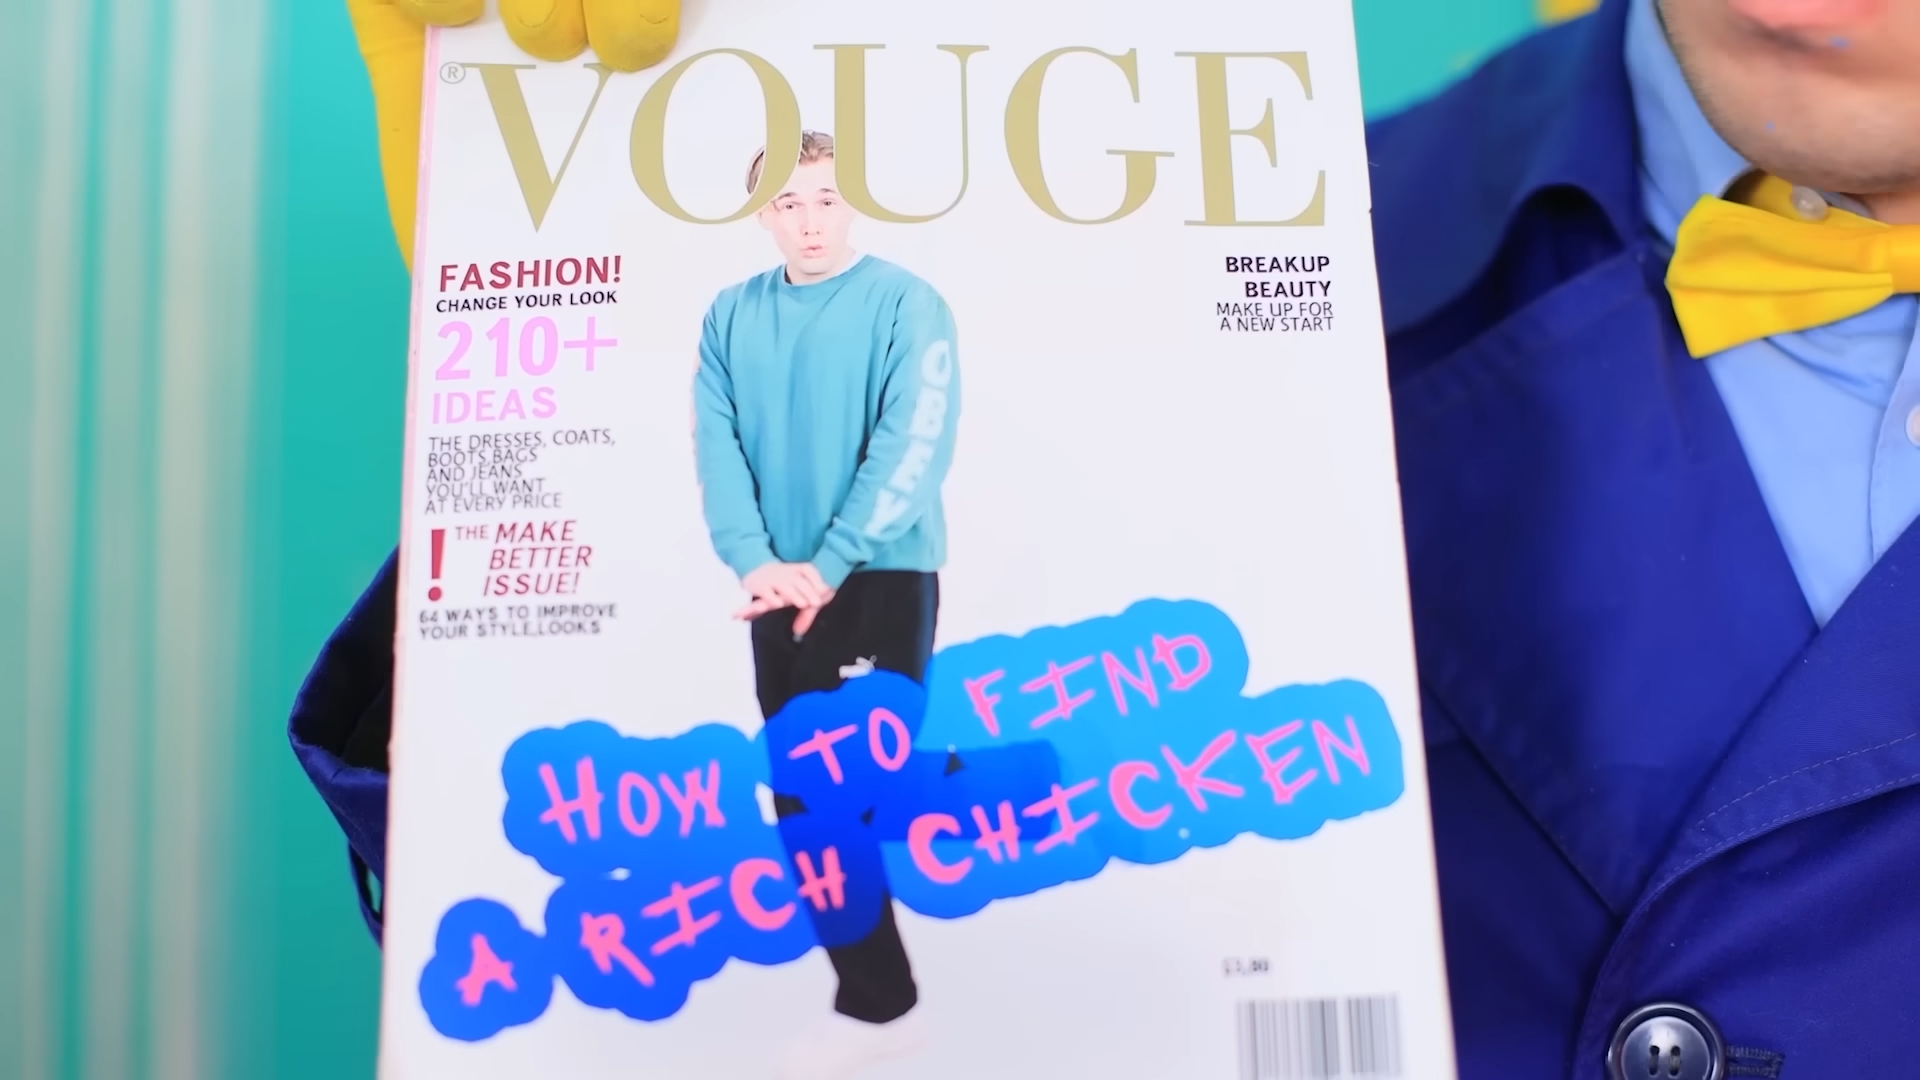 ® VOUGE
FASHION!
CHANGE YOUR LOOK
210+
IDEAS
THE DRESSES, COATS,
BOOTS,BAGS
AND JEANS
YOU'LL WANT
AT EVERY PRICE
! THE MAKE
BETTER
ISSUE!
64 WAYS TO IMPROVE
YOUR STYLE,LOOKS
BREAKUP
BEAUTY
MAKE UP FOR
A NEW START
OBEY
HOW TO FIND
A RICH CHICKEN